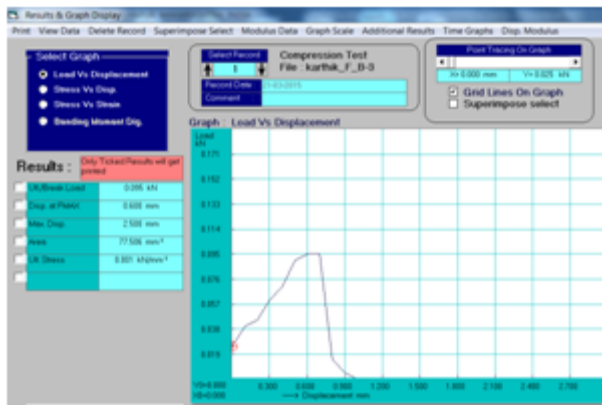 Results & Graph Display
Print View Data Delete Record Superimpose Select Modulus Data Graph Scale Additional Results Time Graphs Disp. Modulus
Select Graph
Load Vs Displacement
Stress Vs Disp.
Stress Vs Strain
Bending Moment Dig.
Select Record
1
Compression Test
File : karthik_F_B-3
Record Date 21-03-2015
Comment
Point Tracing On Graph
X= 0.000 mm Y= 0.025 kN
Grid Lines On Graph
Superimpose select
Graph : Load Vs Displacement
Results :
Only Ticked Results will get
printed
Ult/Break Load 0.095 kN
Disp. at FMAX 0.600 mm
Max. Disp. 2.500 mm
Area 77.506 mm²
Ult. Stress 0.001 kN/mm²
Load
kN
0.171
0.152
0.133
0.114
0.095
0.076
0.057
0.038
0.019
Y0=0.000
X0=0.000
0.300 0.600 0.900 1.200 1.500 1.800 2.100 2.400 2.700
Displacement mm